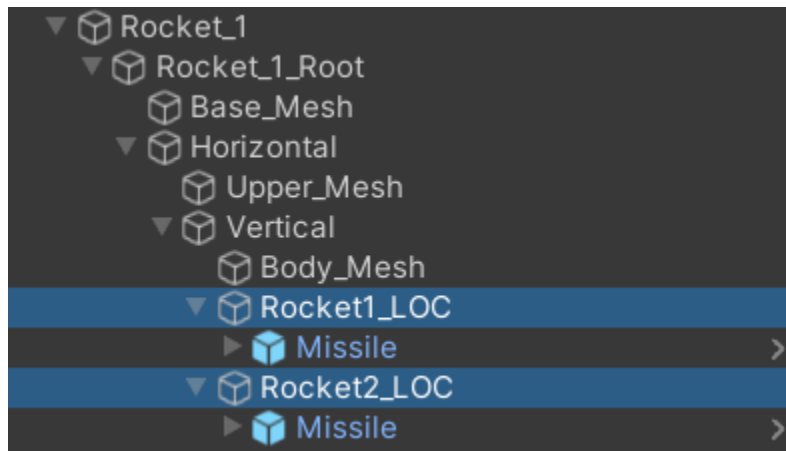 Rocket_1
Rocket_1_Root
Base_Mesh
Horizontal
Upper_Mesh
Vertical
Body_Mesh
Rocket1_LOC
Missile
Rocket2_LOC
Missile